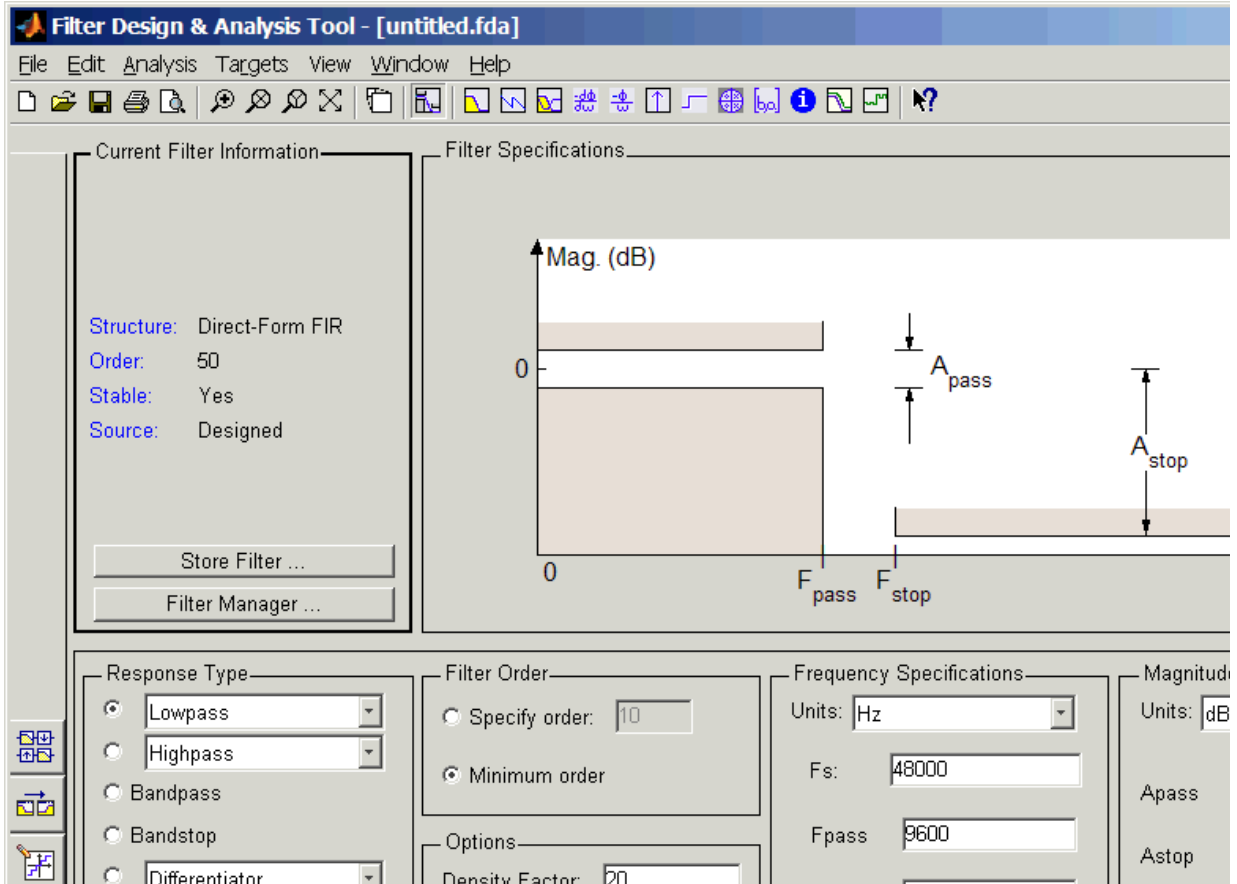 Filter Design & Analysis Tool - [untitled.fda]
File Edit Analysis Targets View Window Help
Current Filter Information
Structure: Direct-Form FIR
Order: 50
Stable: Yes
Source: Designed
Store Filter ...
Filter Manager ...
Filter Specifications
Mag. (dB)
0
A pass
A stop
0
F pass F stop
Response Type
Lowpass
Highpass
Bandpass
Bandstop
Differentiator
Filter Order
Specify order: 10
Minimum order
Options
Density Factor: 20
Frequency Specifications
Units: Hz
Fs: 48000
Fpass 9600
Magnitud
Units: dB
Apass
Astop